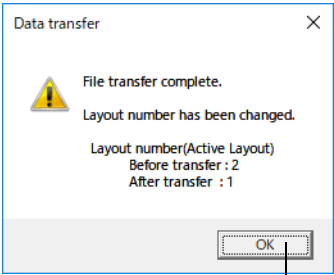 Data transfer
File transfer complete.
Layout number has been changed.
Layout number(Active Layout)
Before transfer : 2
After transfer : 1
OK